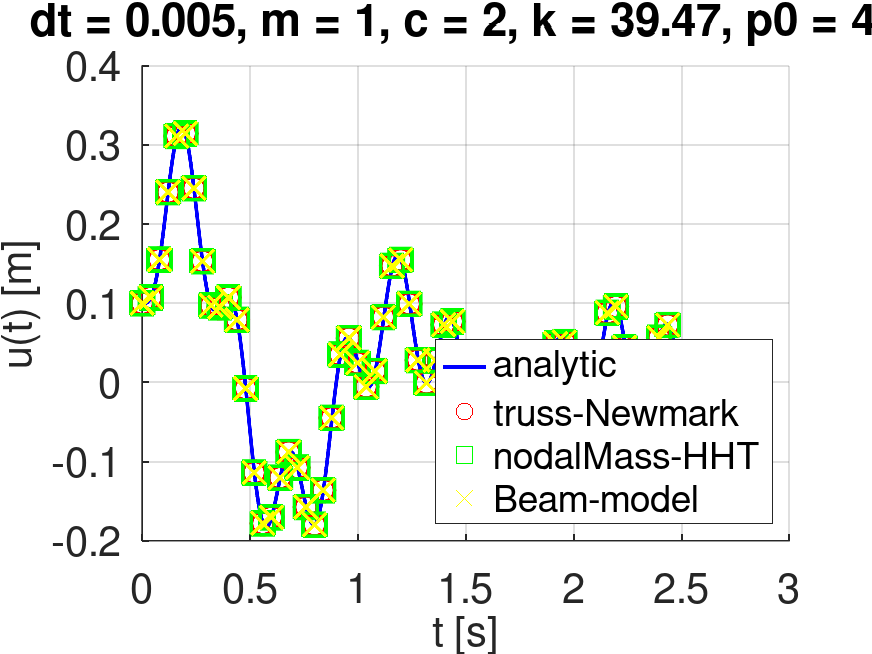 dt = 0.005, m = 1, c = 2, k = 39.47, p0 = 4
0.4
0.3
0.2
0.1
0
-0.1
-0.2
u(t) [m]
analytic
truss-Newmark
nodalMass-HHT
Beam-model
0 0.5 1 1.5 2 2.5 3
t [s]